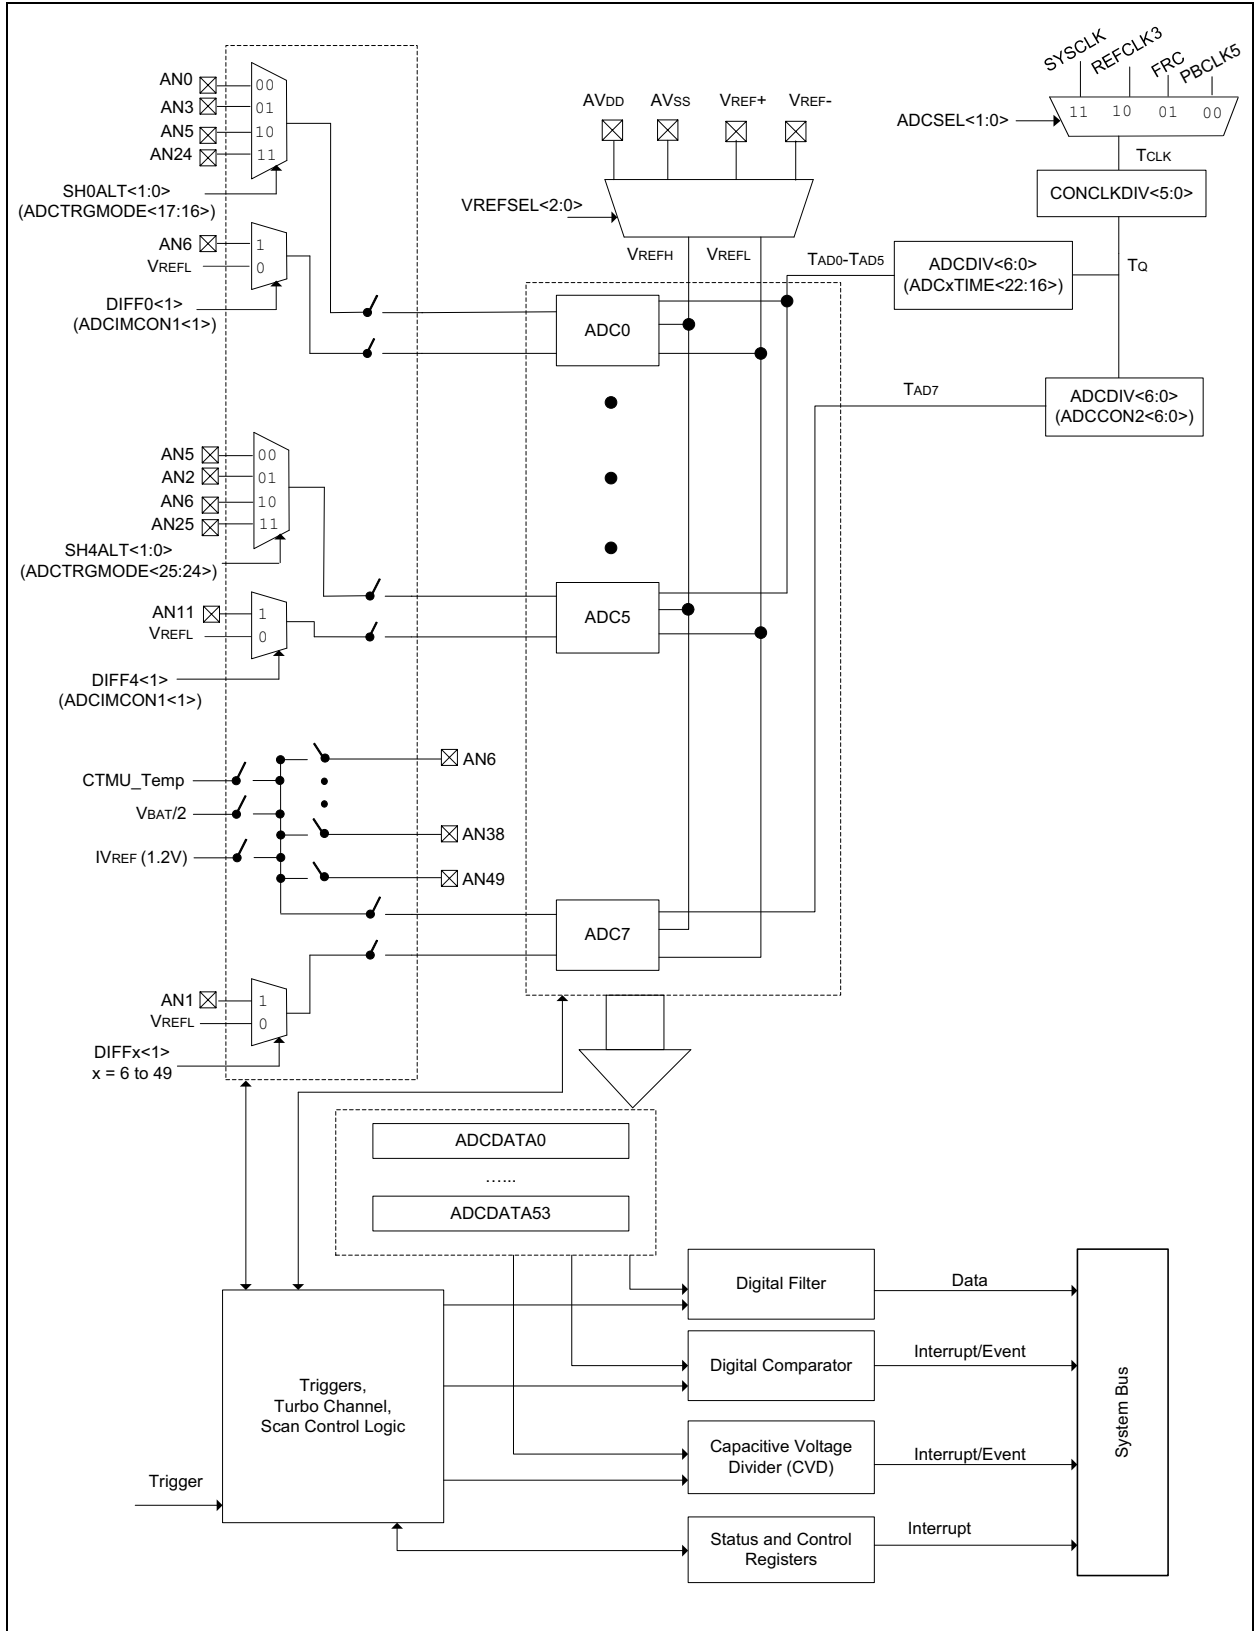 SYSCLK
REFCLK3
FRC
PBCLK5
ADCSEL<1:0>
11 10 01 00
TCLK
CONCLKDIV<5:0>
TQ
AN0
AN3
AN5
AN24
00
01
10
11
SH0ALT<1:0>
(ADCTRGMODE<17:16>)
AN6
VREFL
1
0
DIFF0<1>
(ADCIMCON1<1>)
AVDD AVSS VREF+ VREF-
VREFSEL<2:0>
VREFH VREFL
TAD0-TAD5
ADCDIV<6:0>
(ADCxTIME<22:16>)
ADC0
TAD7
ADCDIV<6:0>
(ADCCON2<6:0>)
AN5
AN2
AN6
AN25
00
01
10
11
SH4ALT<1:0>
(ADCTRGMODE<25:24>)
AN11
VREFL
1
0
DIFF4<1>
(ADCIMCON1<1>)
ADC5
CTMU_Temp
VBAT/2
IVREF (1.2V)
AN6
AN38
AN49
ADC7
AN1
VREFL
1
0
DIFFx<1>
x = 6 to 49
ADCDATA0
…...
ADCDATA53
Triggers,
Turbo Channel,
Scan Control Logic
Trigger
Digital Filter
Data
Digital Comparator
Interrupt/Event
Capacitive Voltage
Divider (CVD)
Interrupt/Event
Status and Control
Registers
Interrupt
System Bus